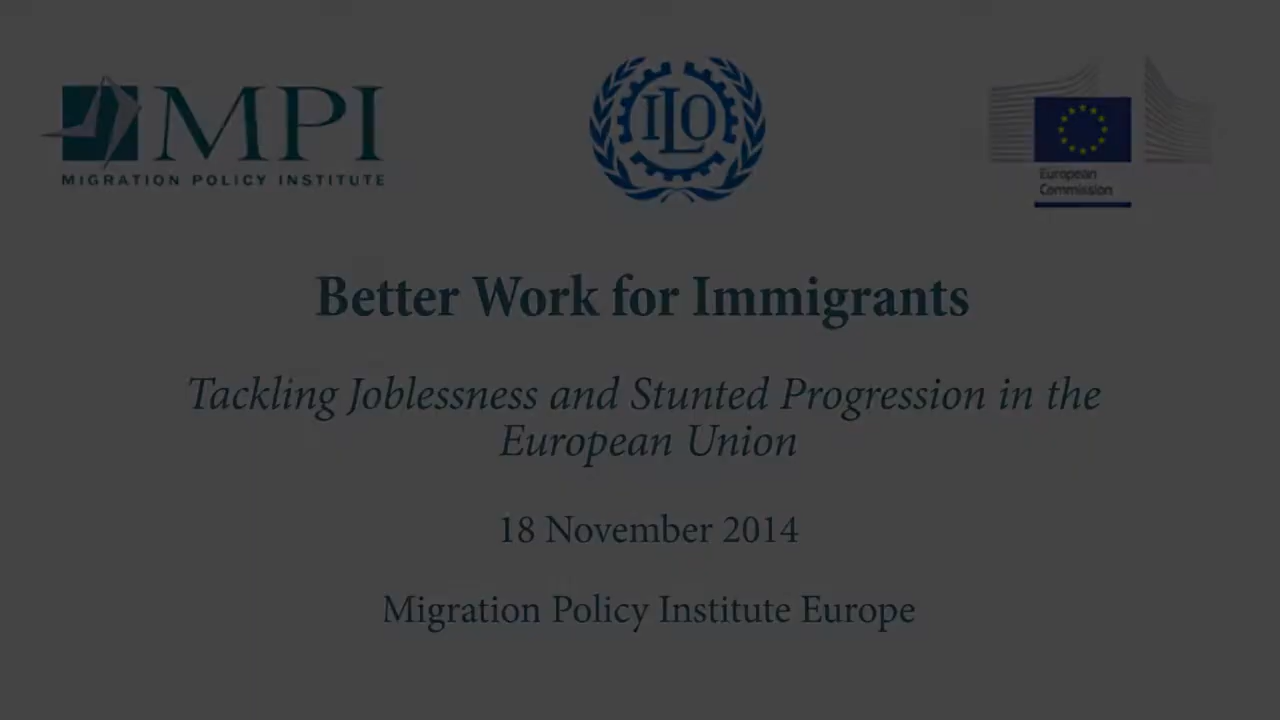 MPI
MIGRATION POLICY INSTITUTE
ILO
European
Commission
Better Work for Immigrants
Tackling Joblessness and Stunted Progression in the
European Union
18 November 2014
Migration Policy Institute Europe